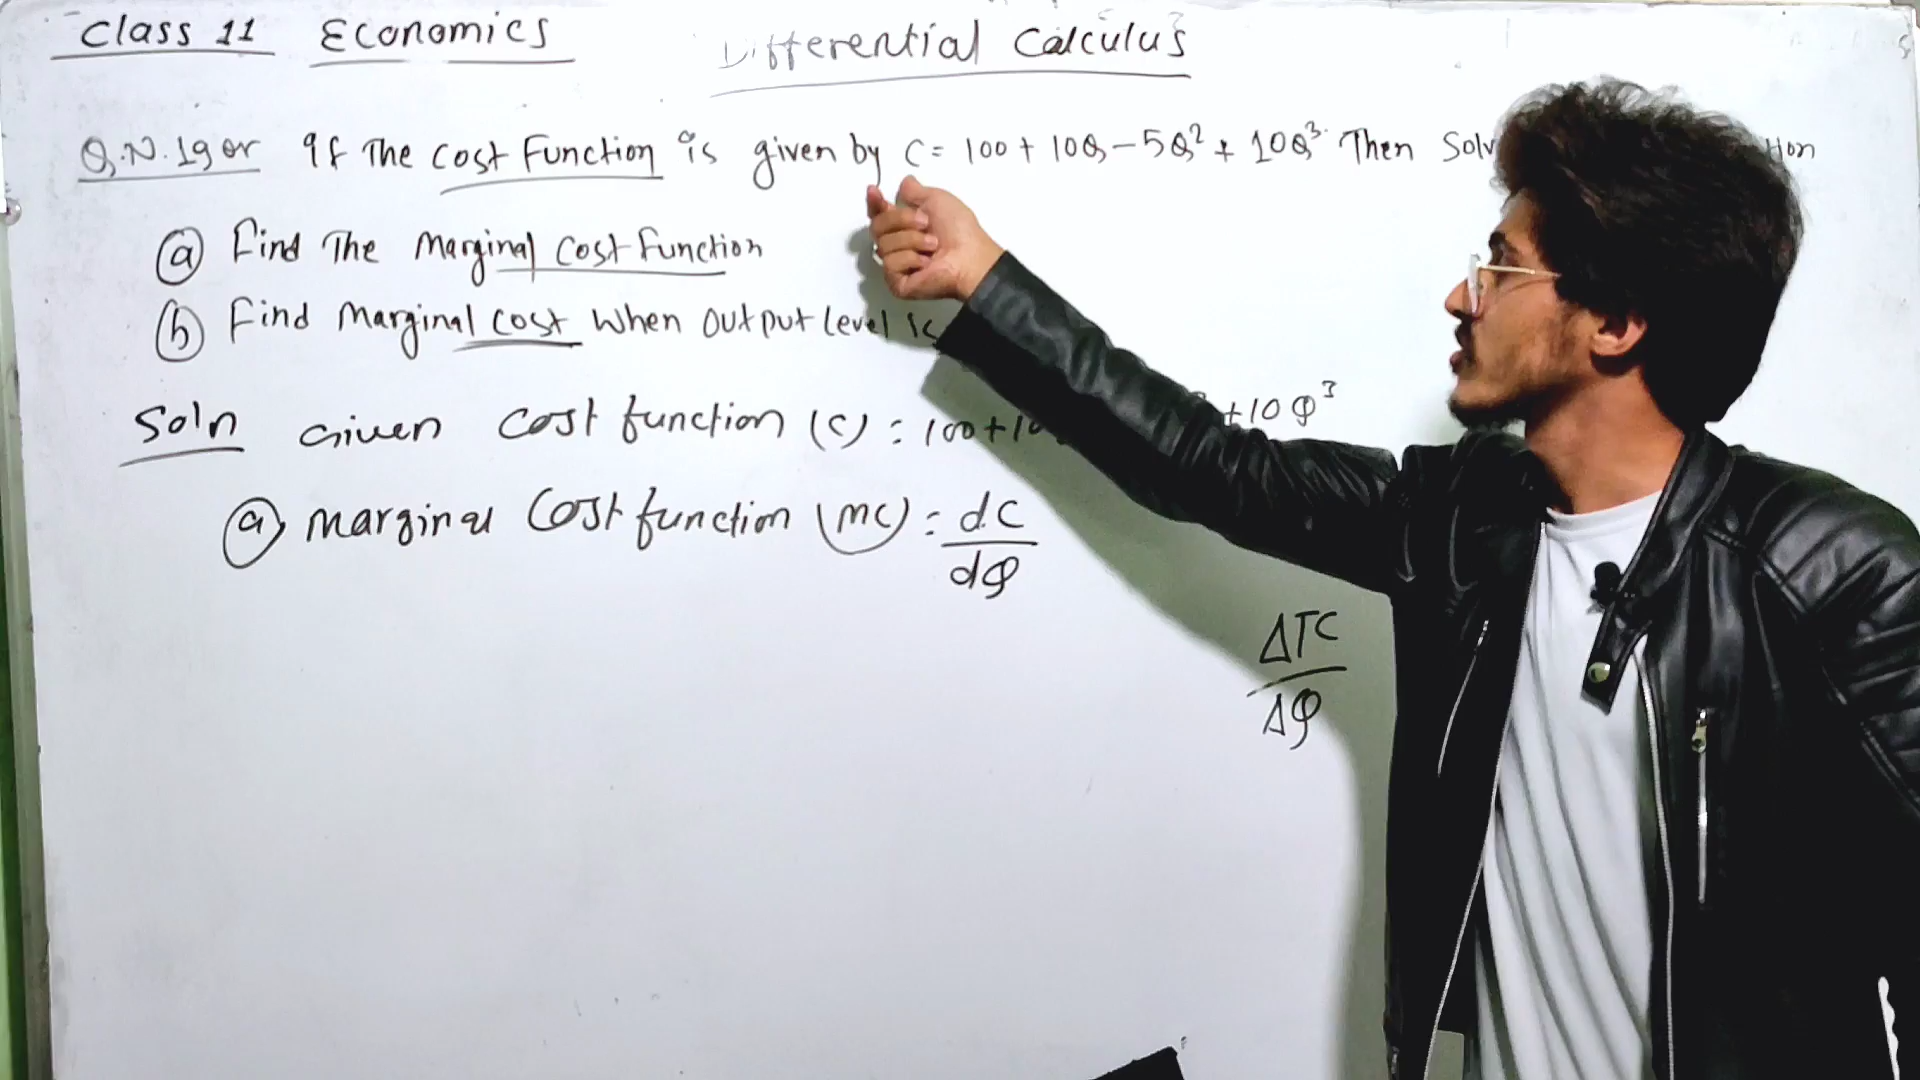 Class 11 Economics Differential Calculus
Q.N.19 or If The Cost Function is given by C = 100 + 10Q - 5Q² + 10Q³. Then
(a) Find The Marginal Cost Function
(b) Find Marginal Cost When Output Level is
Soln Given Cost function (C) = 100 + 10 + 10Q³
(a) Marginal Cost function (MC) = dC
dQ
ΔTC
ΔQ